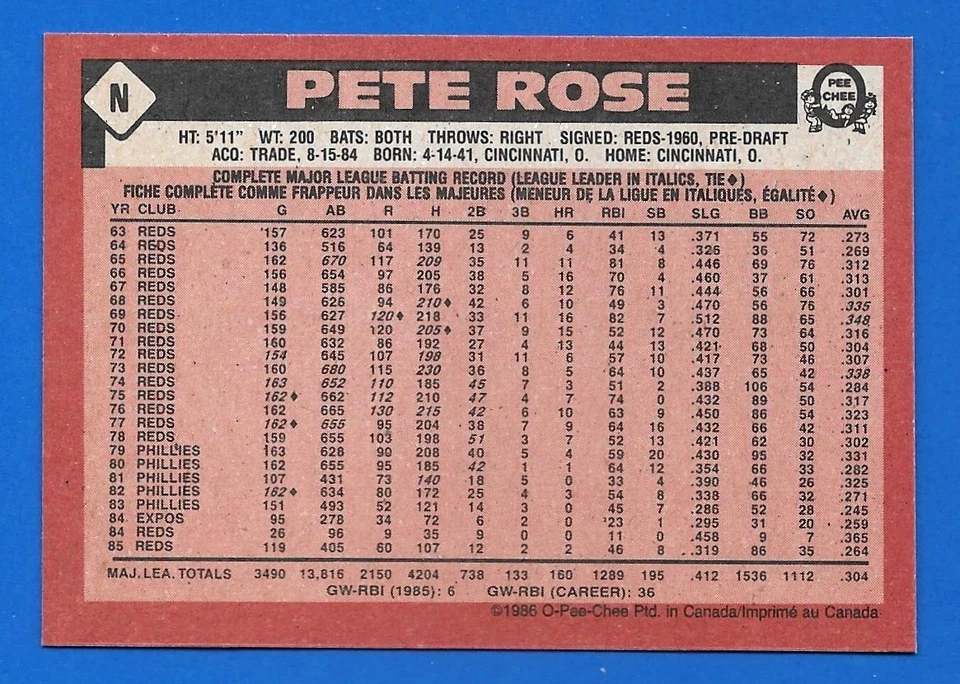 N
PETE ROSE
PEE
CHEE
HT: 5'11" WT: 200 BATS: BOTH THROWS: RIGHT SIGNED: REDS-1960, PRE-DRAFT
ACQ: TRADE, 8-15-84 BORN: 4-14-41, CINCINNATI, O. HOME: CINCINNATI, O.
COMPLETE MAJOR LEAGUE BATTING RECORD (LEAGUE LEADER IN ITALICS, TIE♦)
FICHE COMPLÈTE COMME FRAPPEUR DANS LES MAJEURES (MENEUR DE LA LIGUE EN ITALIQUES, ÉGALITÉ♦)
YR CLUB G AB R H 2B 3B HR RBI SB SLG BB SO AVG
63 REDS 157 623 101 170 25 9 6 41 13 .371 55 72 .273
64 REDS 136 516 64 139 13 2 4 34 4 .326 36 51 .269
65 REDS 162 670 117 209 35 11 11 81 8 .446 69 76 .312
66 REDS 156 654 97 205 38 5 16 70 4 .460 37 61 .313
67 REDS 148 585 86 176 32 8 12 76 11 .444 56 66 .301
68 REDS 149 626 94 210♦ 42 6 10 49 3 .470 56 76 .335
69 REDS 156 627 120♦ 218 33 11 16 82 7 .512 88 65 .348
70 REDS 159 649 120 205♦ 37 9 15 52 12 .470 73 64 .316
71 REDS 160 632 86 192 27 4 13 44 13 .421 68 50 .304
72 REDS 154 645 107 198 31 11 6 57 10 .417 73 46 .307
73 REDS 160 680 115 230 36 8 5 64 10 .437 65 42 .338
74 REDS 163 652 110 185 45 7 3 51 2 .388 106 54 .284
75 REDS 162♦ 662 112 210 47 4 7 74 0 .432 89 50 .317
76 REDS 162 665 130 215 42 6 10 63 9 .450 86 54 .323
77 REDS 162♦ 655 95 204 38 7 9 64 16 .432 66 42 .311
78 REDS 159 655 103 198 51 3 7 52 13 .421 62 30 .302
79 PHILLIES 163 628 90 208 40 5 4 59 20 .430 95 32 .331
80 PHILLIES 162 655 95 185 42 1 1 64 12 .354 66 33 .282
81 PHILLIES 107 431 73 140 18 5 0 33 4 .390 46 26 .325
82 PHILLIES 162♦ 634 80 172 25 4 3 54 8 .338 66 32 .271
83 PHILLIES 151 493 52 121 14 3 0 45 7 .286 52 28 .245
84 EXPOS 95 278 34 72 6 2 0 23 1 .295 31 20 .259
84 REDS 26 96 9 35 9 0 0 11 0 .458 9 7 .365
85 REDS 119 405 60 107 12 2 2 46 8 .319 86 35 .264
MAJ. LEA. TOTALS 3490 13,816 2150 4204 738 133 160 1289 195 .412 1536 1112 .304
GW-RBI (1985): 6 GW-RBI (CAREER): 36
©1986 O-Pee-Chee Ptd. in Canada/Imprimé au Canada